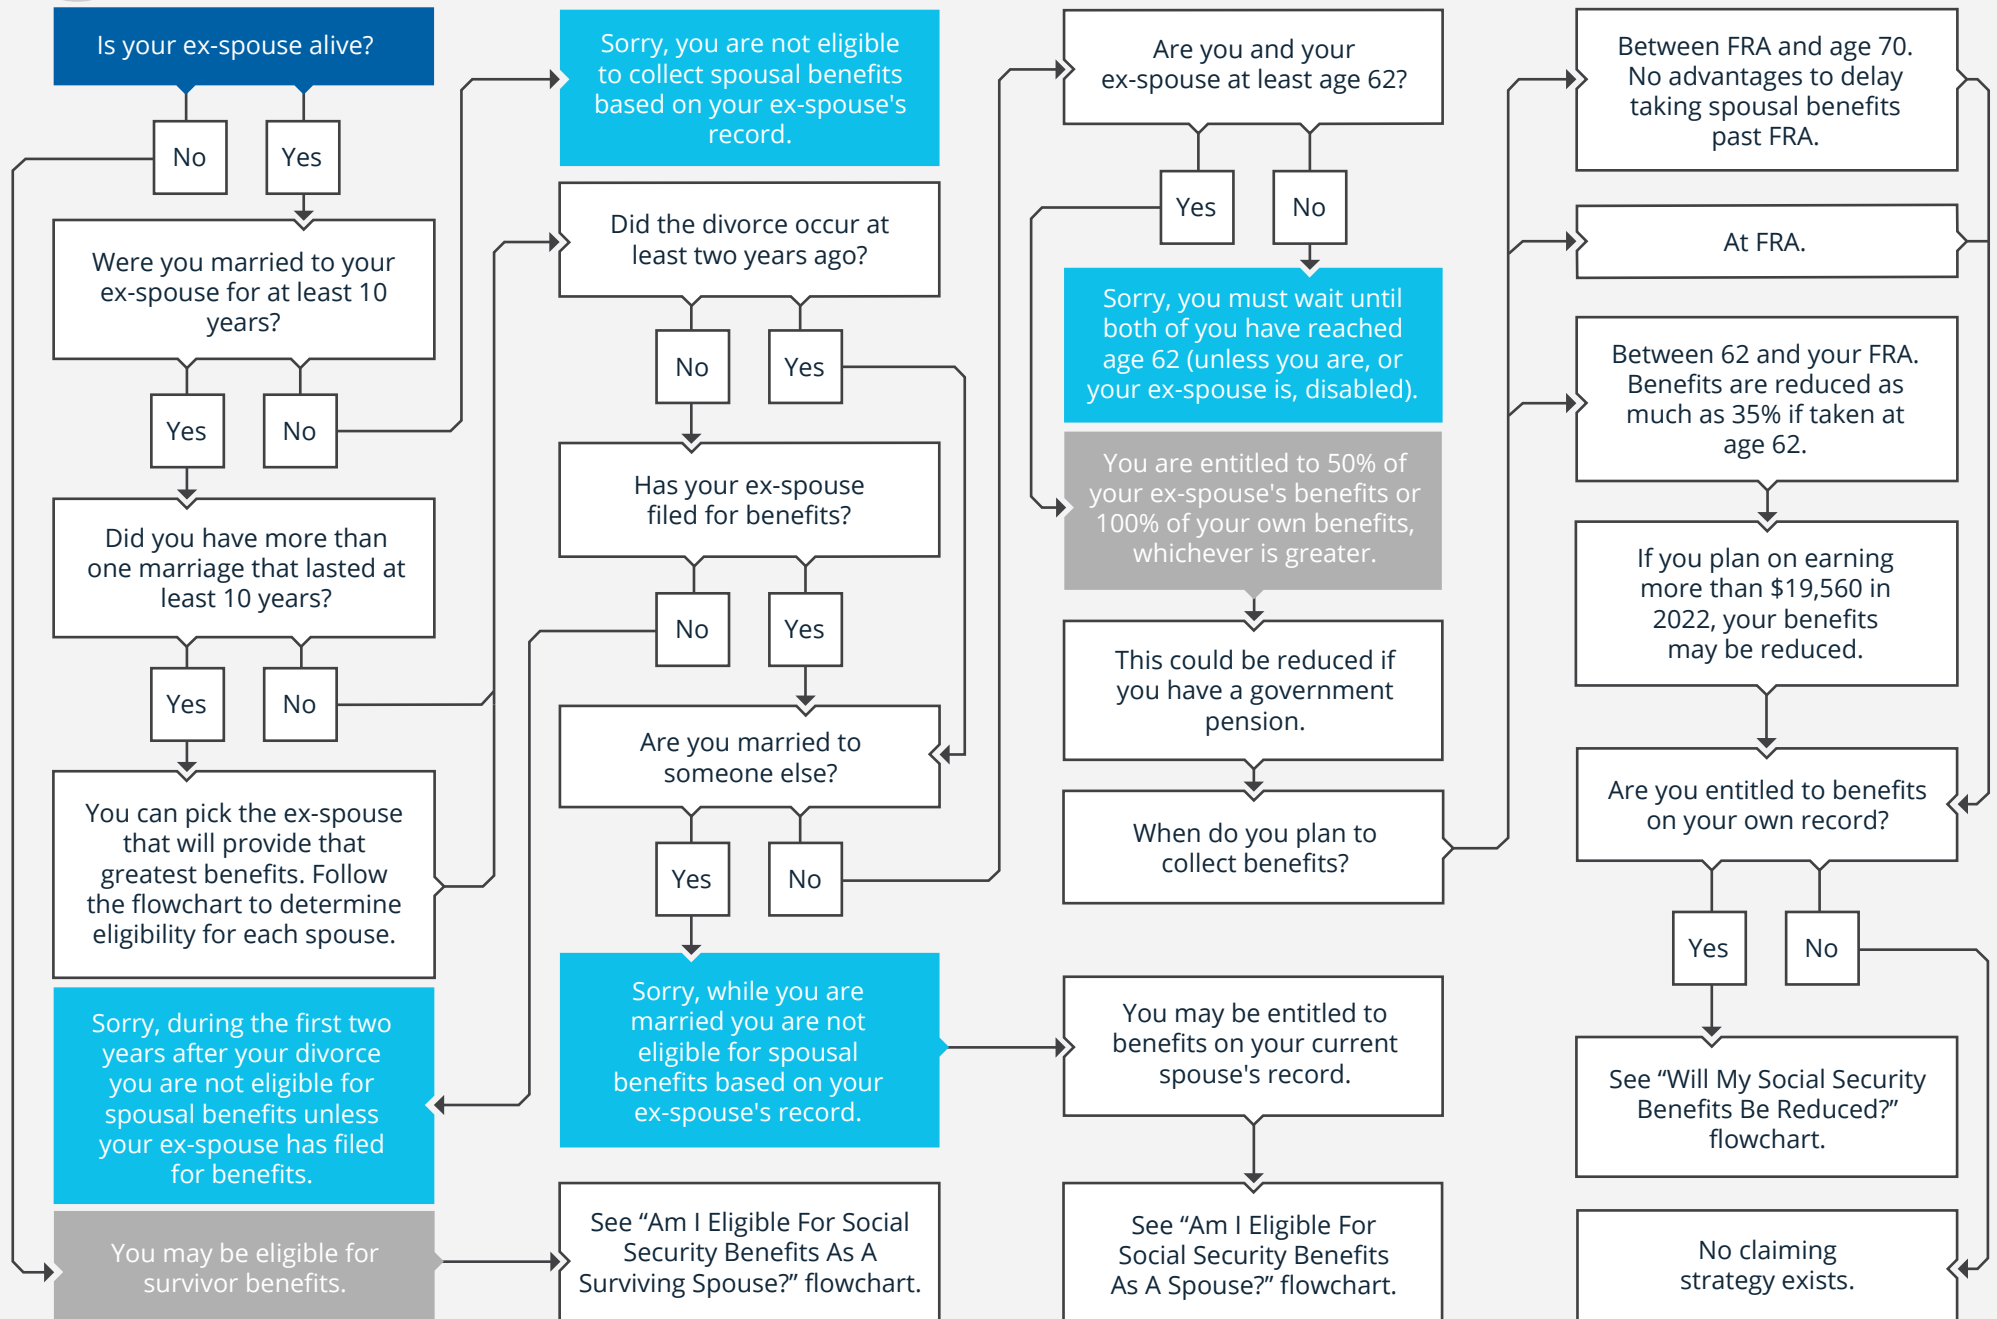 Is your ex-spouse alive?
No
Yes
Were you married to your
ex-spouse for at least 10
years?
Yes
No
Did you have more than
one marriage that lasted at
least 10 years?
Yes
No
You can pick the ex-spouse
that will provide that
greatest benefits. Follow
the flowchart to determine
eligibility for each spouse.
Sorry, during the first two
years after your divorce
you are not eligible for
spousal benefits unless
your ex-spouse has filed
for benefits.
You may be eligible for
survivor benefits.
Sorry, you are not eligible
to collect spousal benefits
based on your ex-spouse's
record.
Did the divorce occur at
least two years ago?
No
Yes
Has your ex-spouse
filed for benefits?
No
Yes
Are you married to
someone else?
Yes
No
Sorry, while you are
married you are not
eligible for spousal
benefits based on your
ex-spouse's record.
See “Am I Eligible For Social
Security Benefits As A
Surviving Spouse?” flowchart.
Are you and your
ex-spouse at least age 62?
Yes
No
Sorry, you must wait until
both of you have reached
age 62 (unless you are, or
your ex-spouse is, disabled).
You are entitled to 50% of
your ex-spouse's benefits or
100% of your own benefits,
whichever is greater.
This could be reduced if
you have a government
pension.
When do you plan to
collect benefits?
You may be entitled to
benefits on your current
spouse's record.
See “Am I Eligible For
Social Security Benefits
As A Spouse?” flowchart.
Between FRA and age 70.
No advantages to delay
taking spousal benefits
past FRA.
At FRA.
Between 62 and your FRA.
Benefits are reduced as
much as 35% if taken at
age 62.
If you plan on earning
more than $19,560 in
2022, your benefits
may be reduced.
Are you entitled to benefits
on your own record?
Yes
No
See “Will My Social Security
Benefits Be Reduced?”
flowchart.
No claiming
strategy exists.